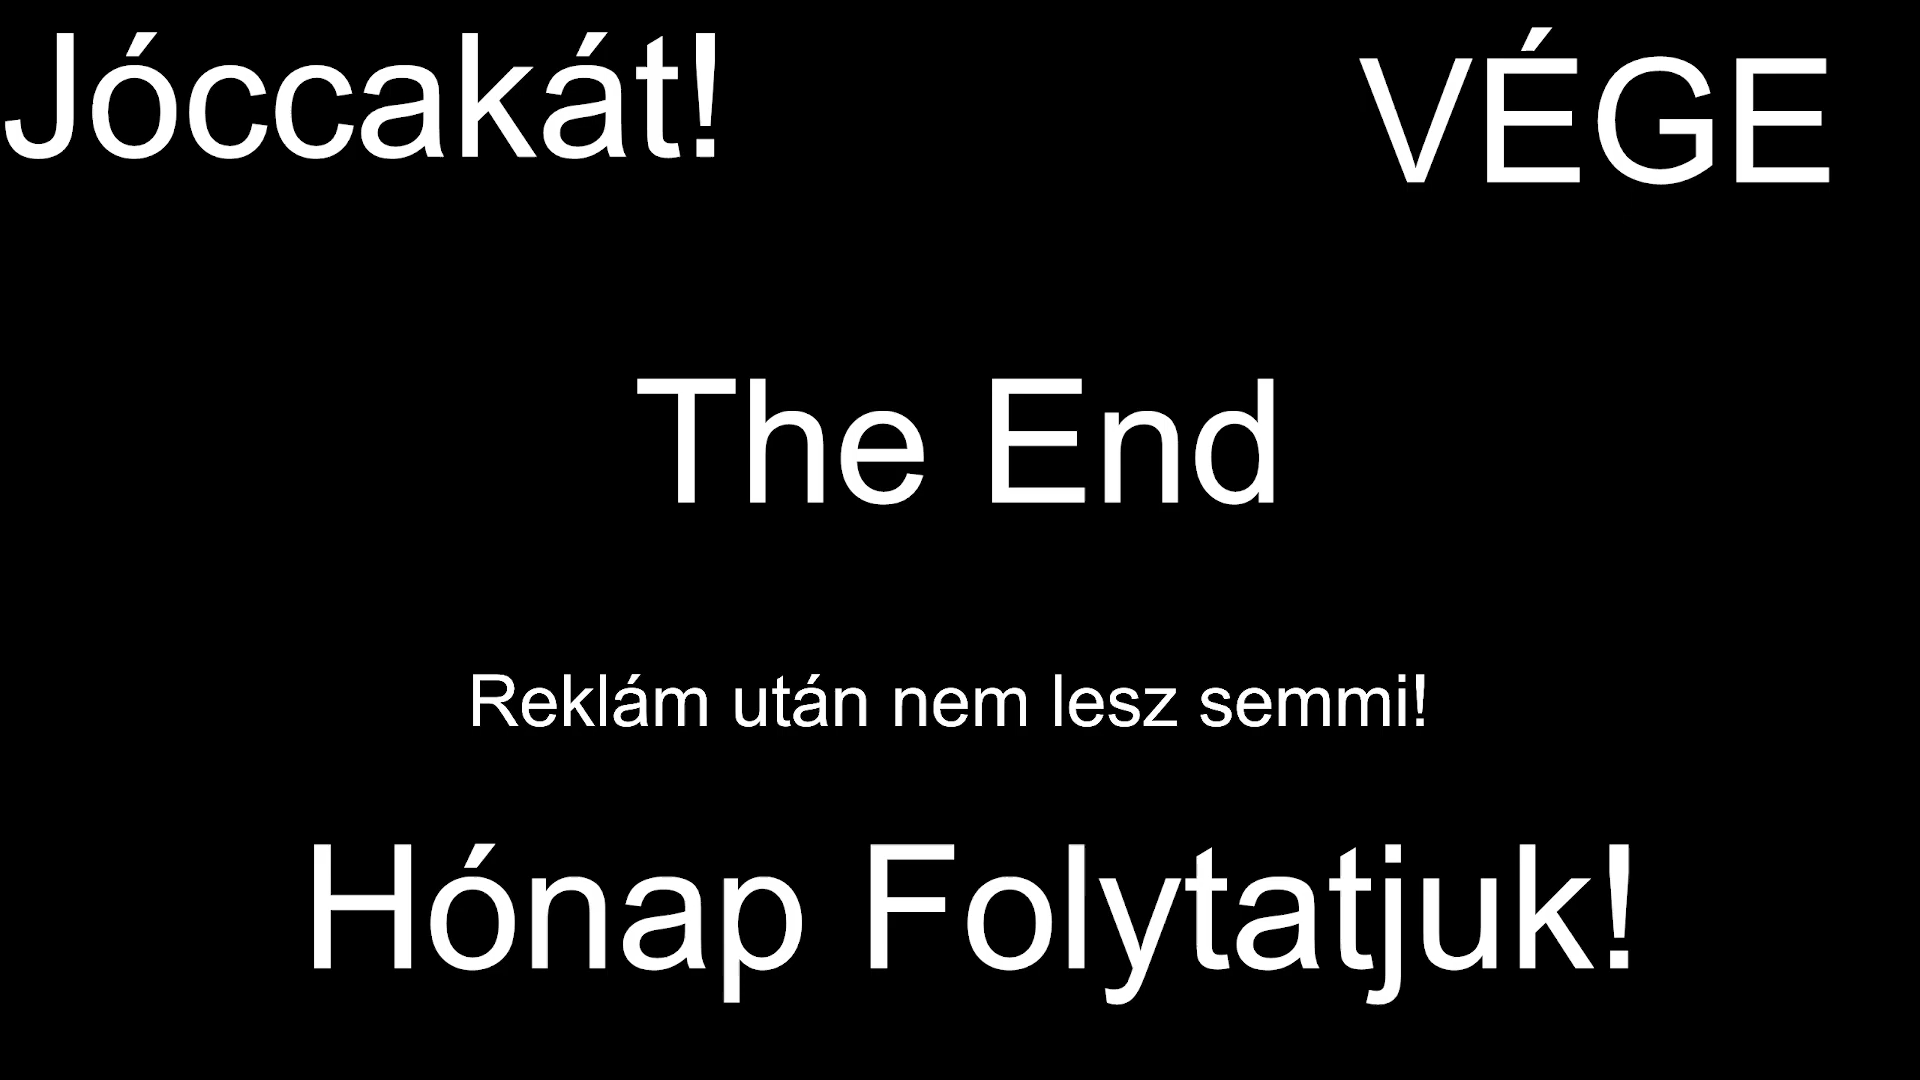 Jóccakát!
VÉGE
The End
Reklám után nem lesz semmi!
Hónap Folytatjuk!